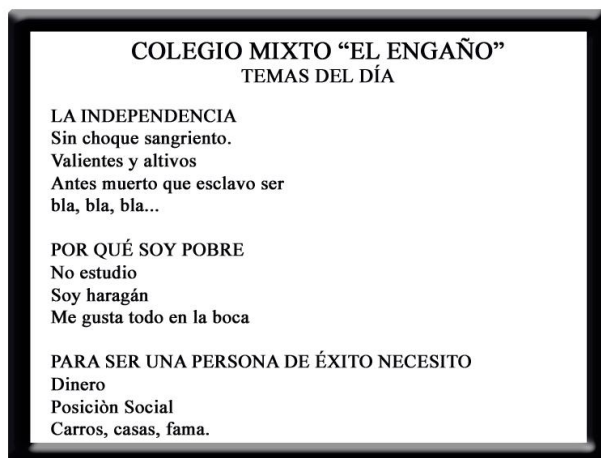 COLEGIO MIXTO “EL ENGAÑO”
TEMAS DEL DÍA
LA INDEPENDENCIA
Sin choque sangriento.
Valientes y altivos
Antes muerto que esclavo ser
bla, bla, bla...
POR QUÉ SOY POBRE
No estudio
Soy haragán
Me gusta todo en la boca
PARA SER UNA PERSONA DE ÉXITO NECESITO
Dinero
Posiciòn Social
Carros, casas, fama.